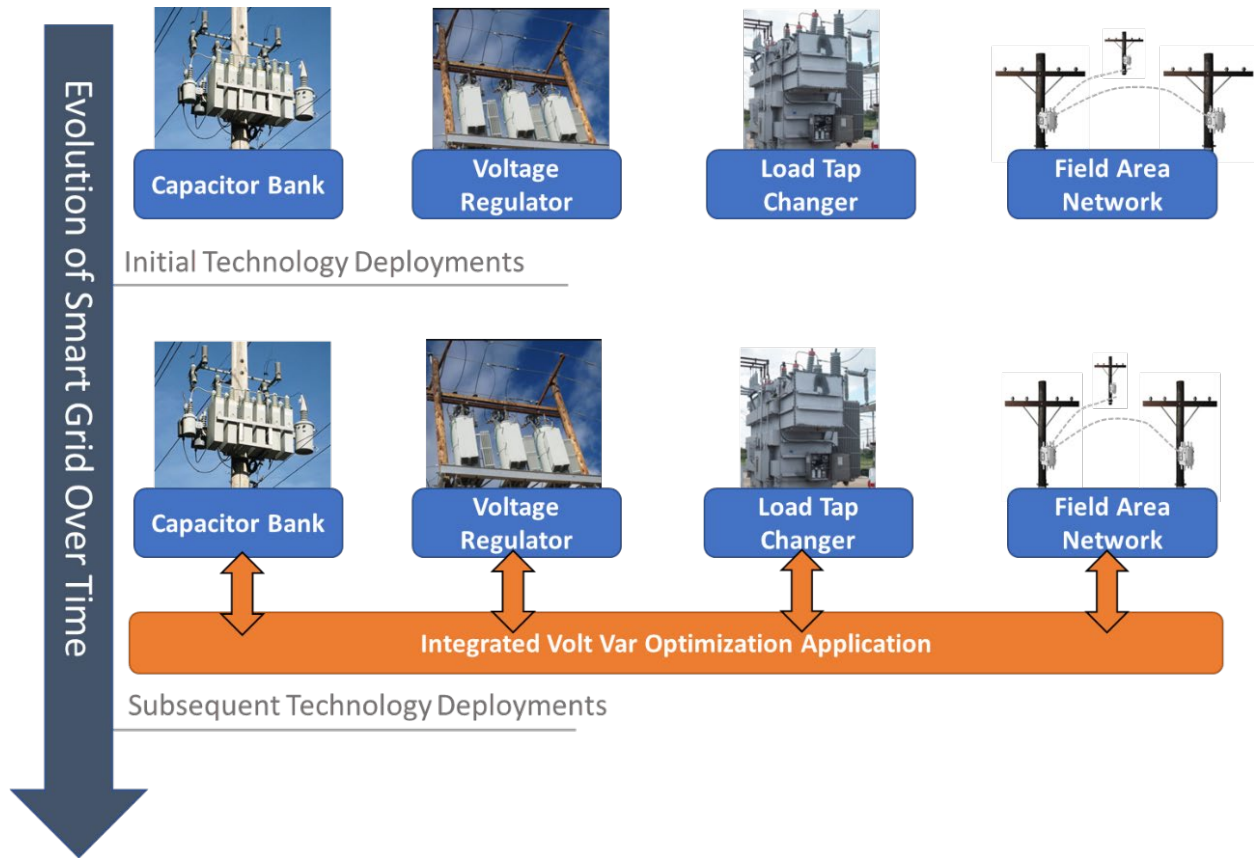 Evolution of Smart Grid Over Time
Capacitor Bank
Voltage
Regulator
Load Tap
Changer
Field Area
Network
Initial Technology Deployments
Capacitor Bank
Voltage
Regulator
Load Tap
Changer
Field Area
Network
Integrated Volt Var Optimization Application
Subsequent Technology Deployments